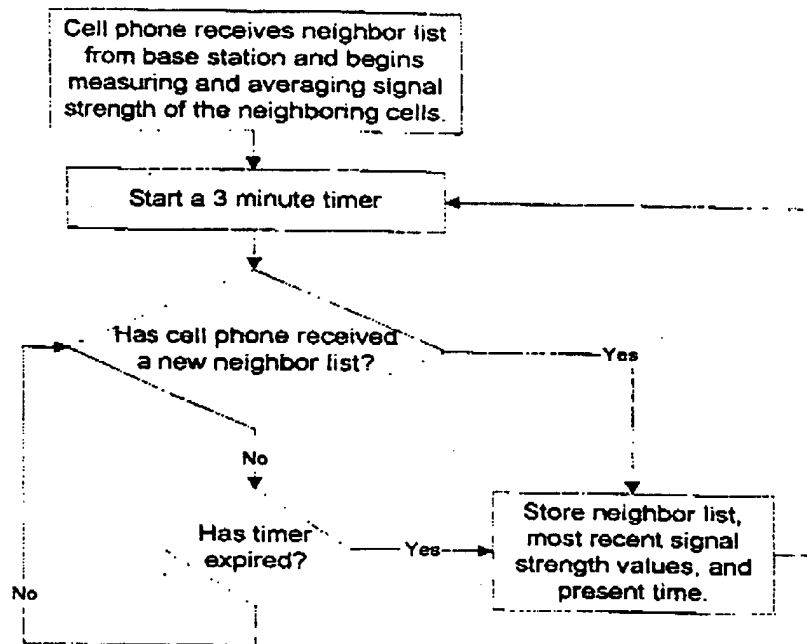 Cell phone receives neighbor list
from base station and begins
measuring and averaging signal
strength of the neighboring cells.
Start a 3 minute timer
Has cell phone received
a new neighbor list?
Yes
No
Has timer
expired?
Yes
Store neighbor list,
most recent signal
strength values, and
present time.
No